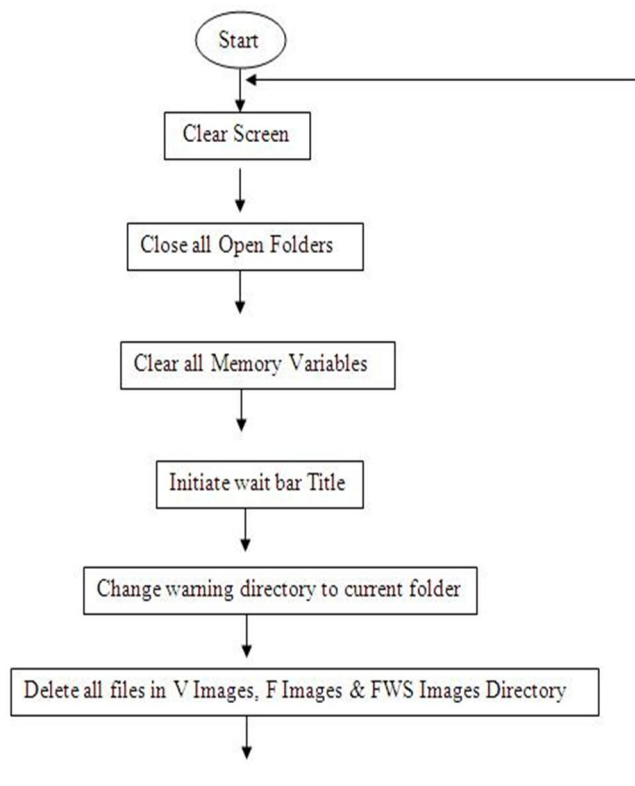 Start
Clear Screen
Close all Open Folders
Clear all Memory Variables
Initiate wait bar Title
Change warning directory to current folder
Delete all files in V Images, F Images & FWS Images Directory